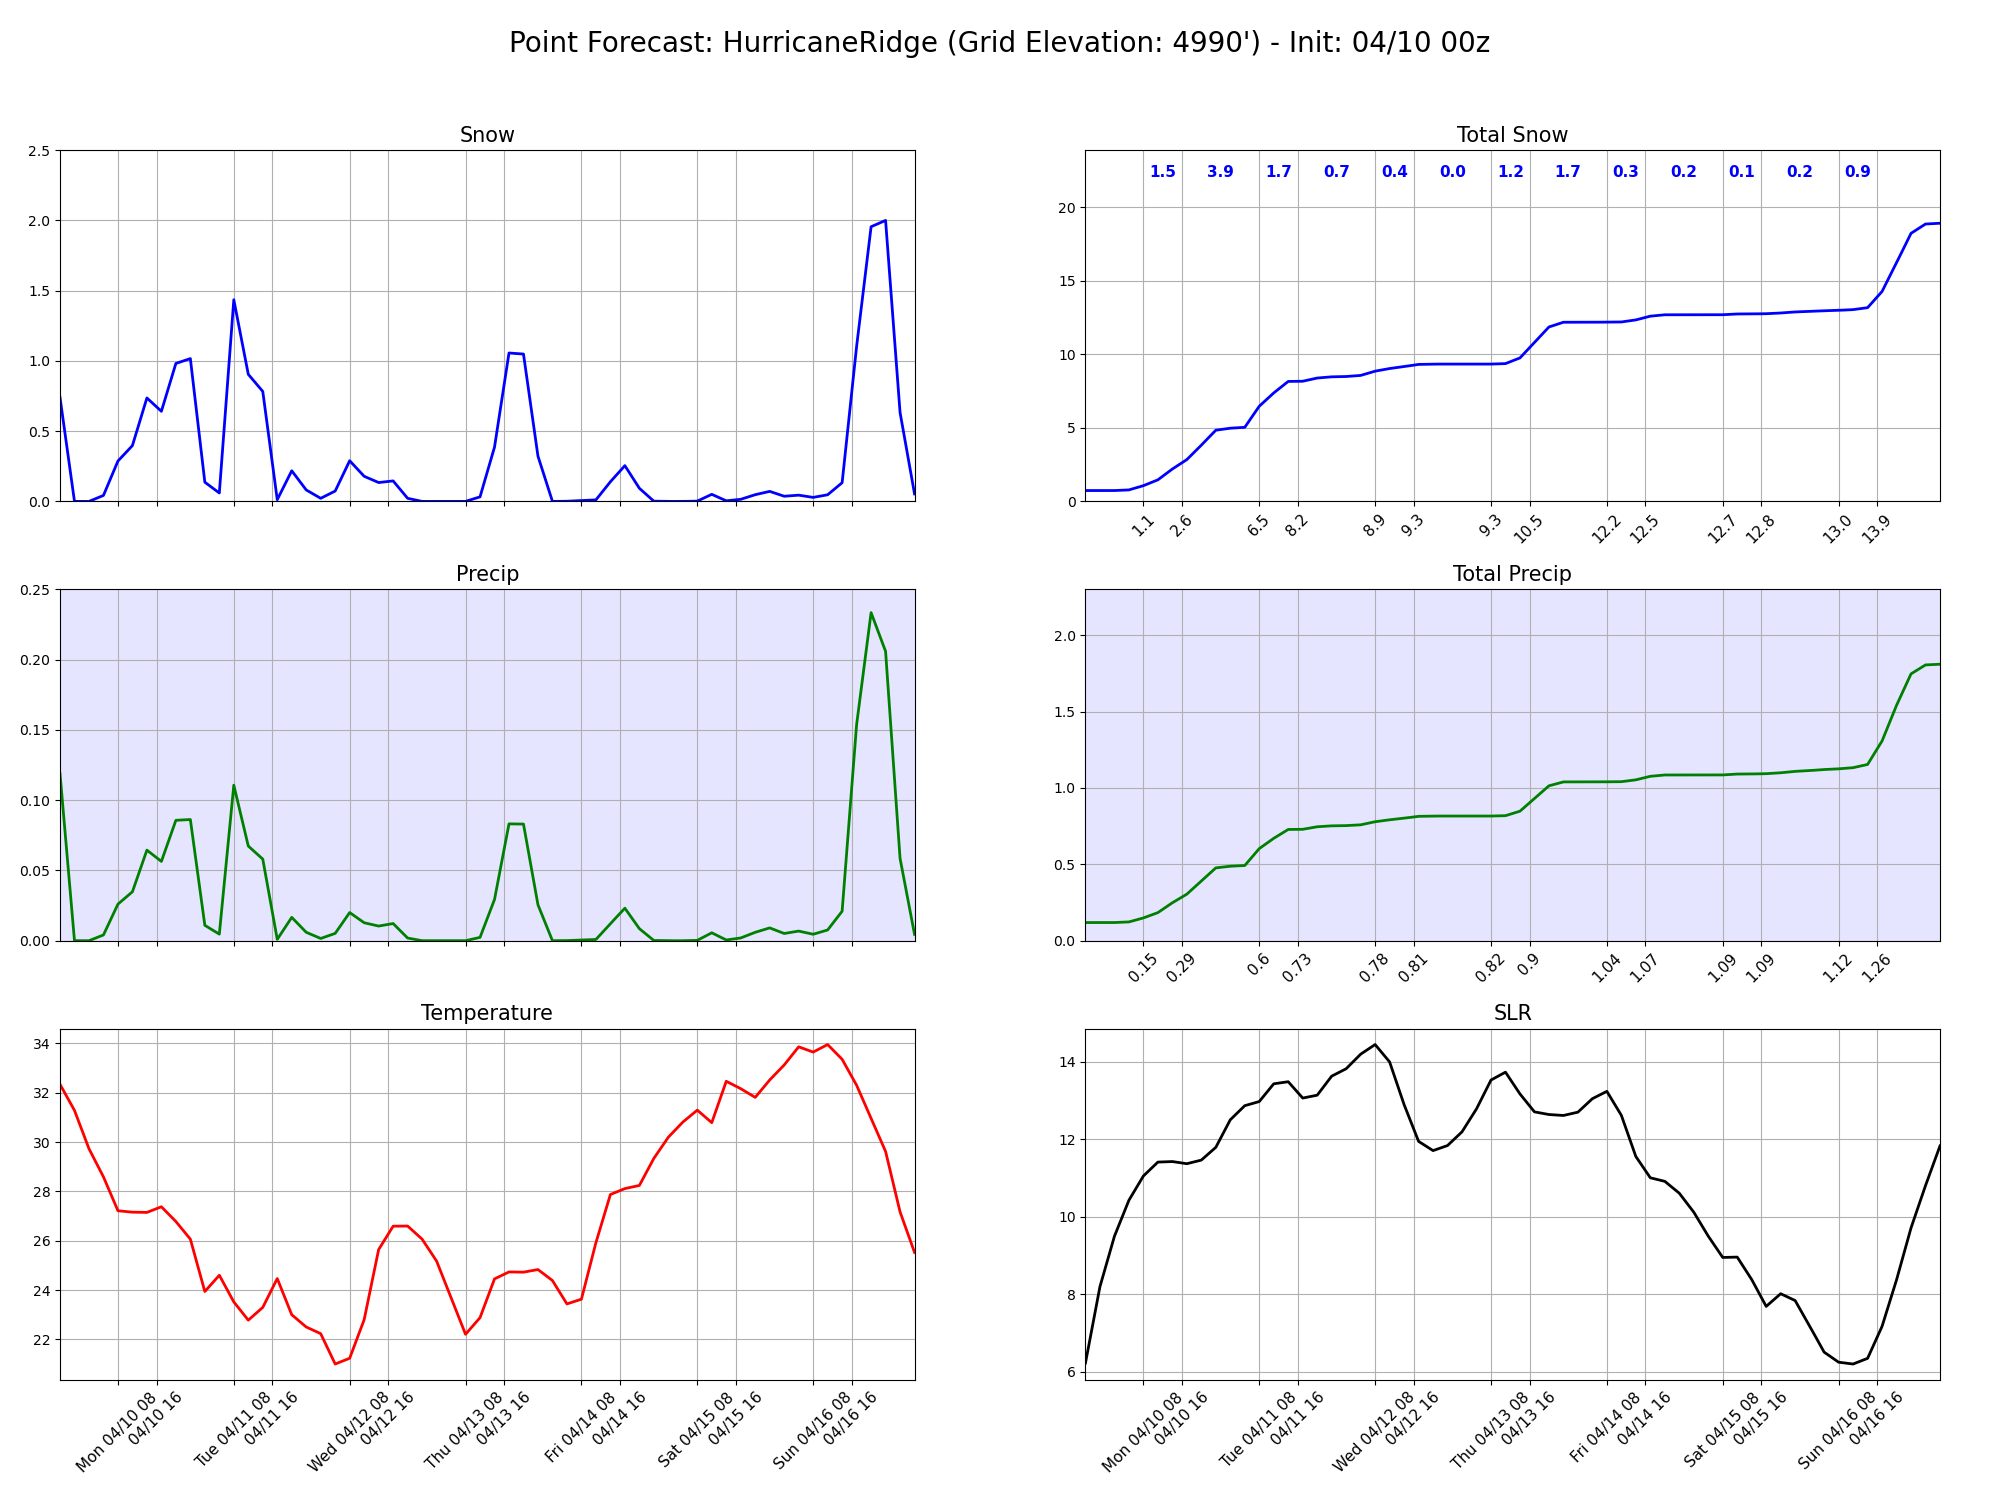 Point Forecast: HurricaneRidge (Grid Elevation: 4990') - Init: 04/10 00z
Snow
2.5
2.0
1.5
1.0
0.5
0.0
Total Snow
1.5 3.9 1.7 0.7 0.4 0.0 1.2 1.7 0.3 0.2 0.1 0.2 0.9
20
15
10
5
0
1.1 2.6 6.5 8.2 8.9 9.3 9.3 10.5 12.2 12.5 12.7 12.8 13.0 13.9
Precip
0.25
0.20
0.15
0.10
0.05
0.00
Total Precip
2.0
1.5
1.0
0.5
0.0
0.15 0.29 0.6 0.73 0.78 0.81 0.82 0.9 1.04 1.07 1.09 1.09 1.12 1.26
Temperature
34
32
30
28
26
24
22
Mon 04/10 08
04/10 16
Tue 04/11 08
04/11 16
Wed 04/12 08
04/12 16
Thu 04/13 08
04/13 16
Fri 04/14 08
04/14 16
Sat 04/15 08
04/15 16
Sun 04/16 08
04/16 16
SLR
14
12
10
8
6
Mon 04/10 08
04/10 16
Tue 04/11 08
04/11 16
Wed 04/12 08
04/12 16
Thu 04/13 08
04/13 16
Fri 04/14 08
04/14 16
Sat 04/15 08
04/15 16
Sun 04/16 08
04/16 16